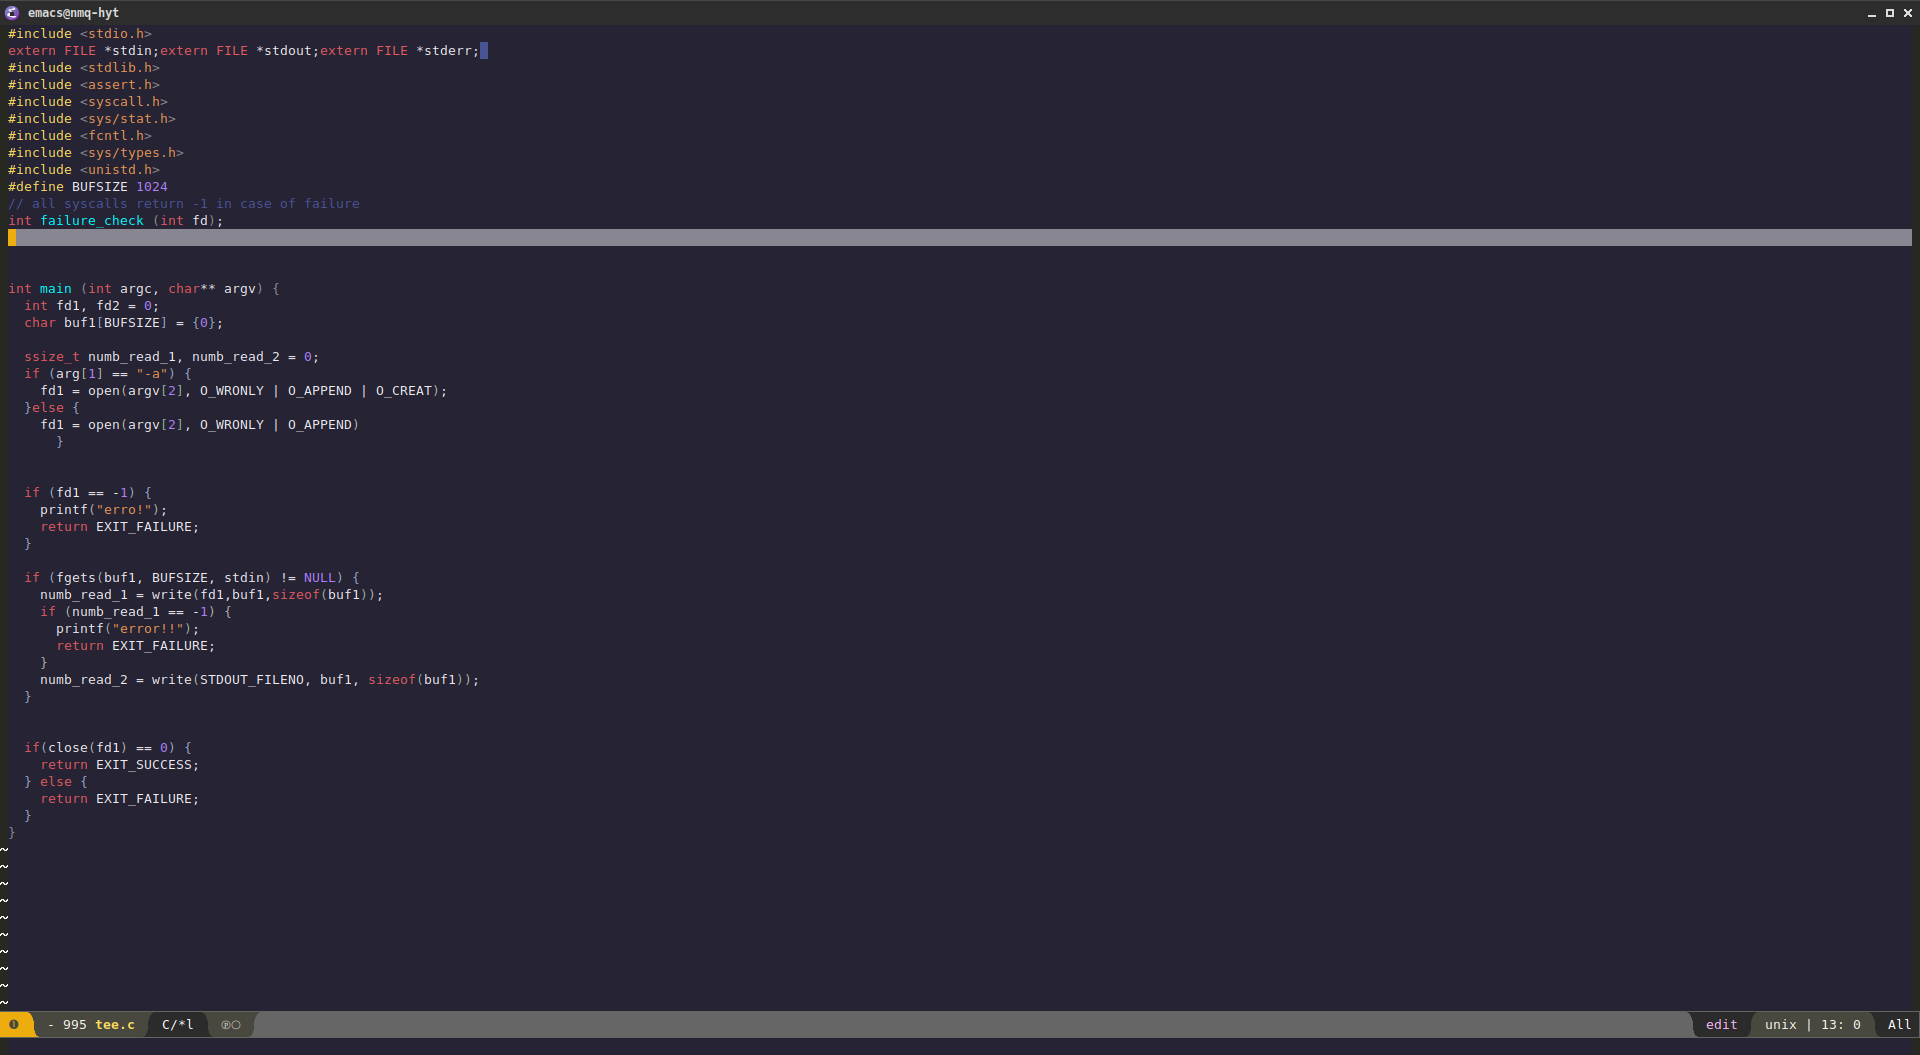 emacs@nmq-hyt
#include <stdio.h>
extern FILE *stdin;extern FILE *stdout;extern FILE *stderr;
#include <stdlib.h>
#include <assert.h>
#include <syscall.h>
#include <sys/stat.h>
#include <fcntl.h>
#include <sys/types.h>
#include <unistd.h>
#define BUFSIZE 1024
// all syscalls return -1 in case of failure
int failure_check (int fd);
int main (int argc, char** argv) {
  int fd1, fd2 = 0;
  char buf1[BUFSIZE] = {0};
  ssize_t numb_read_1, numb_read_2 = 0;
  if (arg[1] == "-a") {
    fd1 = open(argv[2], O_WRONLY | O_APPEND | O_CREAT);
  }else {
    fd1 = open(argv[2], O_WRONLY | O_APPEND)
      }
  if (fd1 == -1) {
    printf("erro!");
    return EXIT_FAILURE;
  }
  if (fgets(buf1, BUFSIZE, stdin) != NULL) {
    numb_read_1 = write(fd1,buf1,sizeof(buf1));
    if (numb_read_1 == -1) {
      printf("error!!");
      return EXIT_FAILURE;
    }
    numb_read_2 = write(STDOUT_FILENO, buf1, sizeof(buf1));
  }
  if(close(fd1) == 0) {
    return EXIT_SUCCESS;
  } else {
    return EXIT_FAILURE;
  }
}
~
~
~
~
~
~
~
~
~
~
❶ - 995 tee.c C/*l ⓟ○ edit unix | 13: 0 All